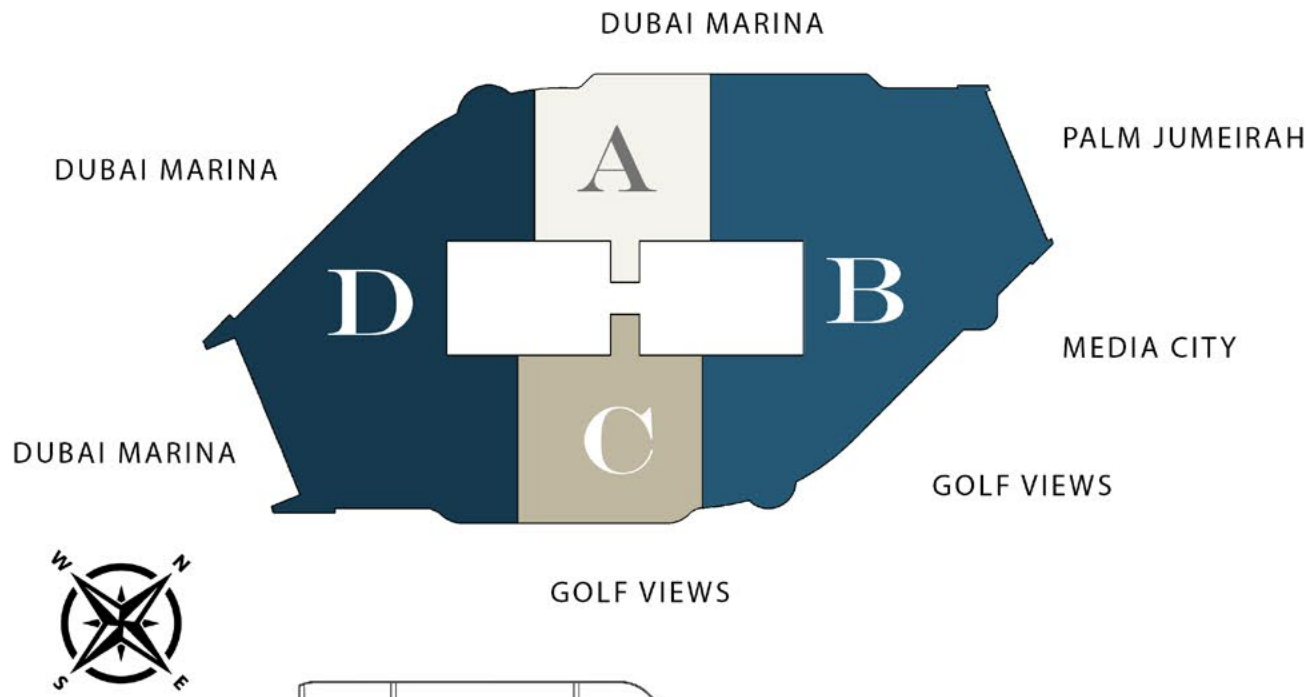 DUBAI MARINA
A
PALM JUMEIRAH
DUBAI MARINA
D
B
MEDIA CITY
C
DUBAI MARINA
GOLF VIEWS
W N
GOLF VIEWS
S E